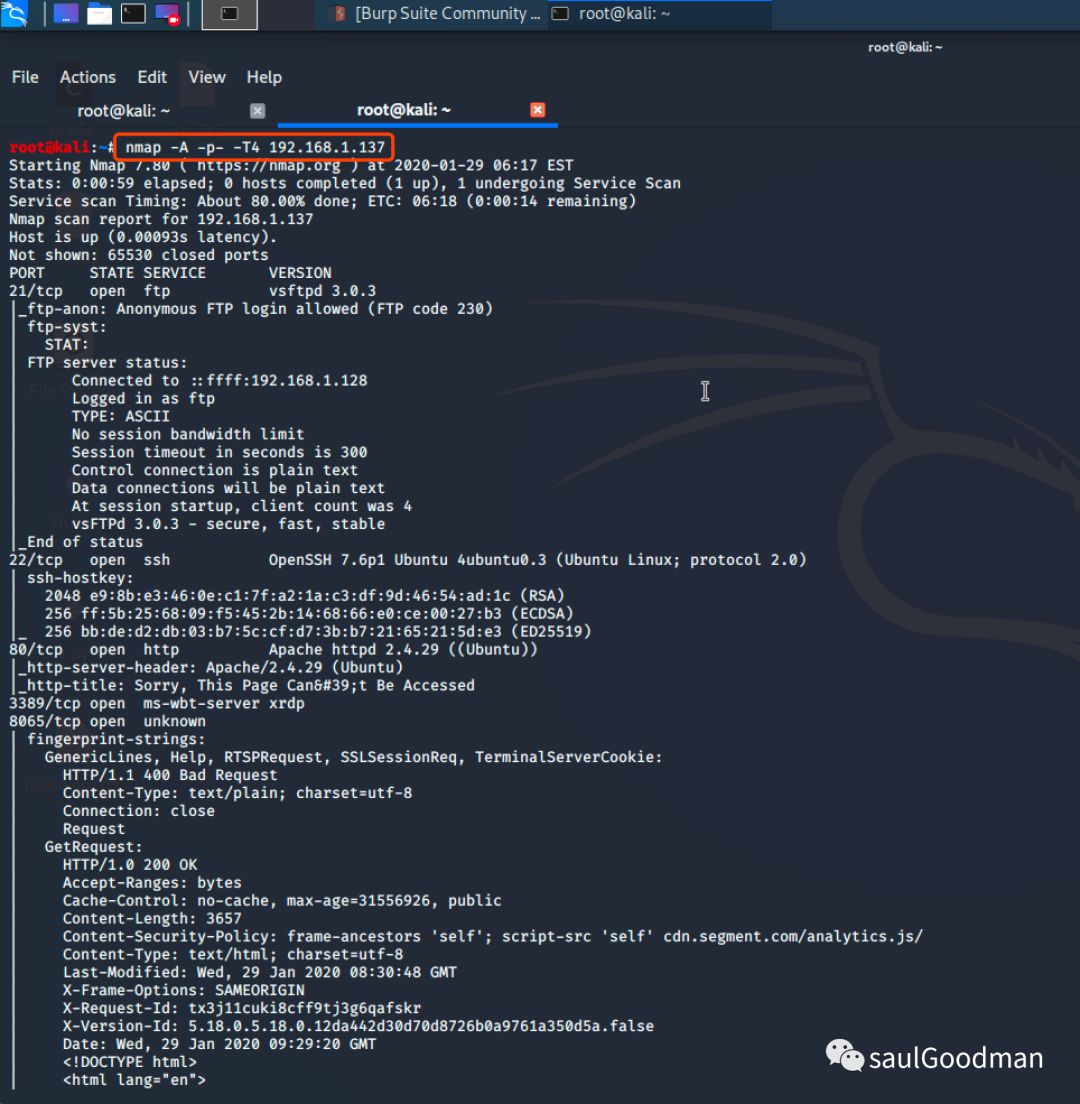 [Burp Suite Community ...
root@kali: ~
root@kali: ~
File Actions Edit View Help
root@kali: ~
root@kali: ~
root@kali:~# nmap -A -p- -T4 192.168.1.137
Starting Nmap 7.80 ( https://nmap.org ) at 2020-01-29 06:17 EST
Stats: 0:00:59 elapsed; 0 hosts completed (1 up), 1 undergoing Service Scan
Service scan Timing: About 80.00% done; ETC: 06:18 (0:00:14 remaining)
Nmap scan report for 192.168.1.137
Host is up (0.00093s latency).
Not shown: 65530 closed ports
PORT     STATE SERVICE       VERSION
21/tcp   open  ftp           vsftpd 3.0.3
|_ftp-anon: Anonymous FTP login allowed (FTP code 230)
| ftp-syst:
|   STAT:
| FTP server status:
|      Connected to ::ffff:192.168.1.128
|      Logged in as ftp
|      TYPE: ASCII
|      No session bandwidth limit
|      Session timeout in seconds is 300
|      Control connection is plain text
|      Data connections will be plain text
|      At session startup, client count was 4
|      vsFTPd 3.0.3 - secure, fast, stable
|_End of status
22/tcp   open  ssh           OpenSSH 7.6p1 Ubuntu 4ubuntu0.3 (Ubuntu Linux; protocol 2.0)
| ssh-hostkey:
|   2048 e9:8b:e3:46:0e:c1:7f:a2:1a:c3:df:9d:46:54:ad:1c (RSA)
|   256 ff:5b:25:68:09:f5:45:2b:14:68:66:e0:ce:00:27:b3 (ECDSA)
|_  256 bb:de:d2:db:03:b7:5c:cf:d7:3b:b7:21:65:21:5d:e3 (ED25519)
80/tcp   open  http          Apache httpd 2.4.29 ((Ubuntu))
|_http-server-header: Apache/2.4.29 (Ubuntu)
|_http-title: Sorry, This Page Can&#39;t Be Accessed
3389/tcp open  ms-wbt-server xrdp
8065/tcp open  unknown
| fingerprint-strings:
|   GenericLines, Help, RTSPRequest, SSLSessionReq, TerminalServerCookie:
|     HTTP/1.1 400 Bad Request
|     Content-Type: text/plain; charset=utf-8
|     Connection: close
|     Request
|   GetRequest:
|     HTTP/1.0 200 OK
|     Accept-Ranges: bytes
|     Cache-Control: no-cache, max-age=31556926, public
|     Content-Length: 3657
|     Content-Security-Policy: frame-ancestors 'self'; script-src 'self' cdn.segment.com/analytics.js/
|     Content-Type: text/html; charset=utf-8
|     Last-Modified: Wed, 29 Jan 2020 08:30:48 GMT
|     X-Frame-Options: SAMEORIGIN
|     X-Request-Id: tx3j11cuki8cff9tj3g6qafskr
|     X-Version-Id: 5.18.0.5.18.0.12da442d30d70d8726b0a9761a350d5a.false
|     Date: Wed, 29 Jan 2020 09:29:20 GMT
|     <!DOCTYPE html>
|     <html lang="en">
saulGoodman